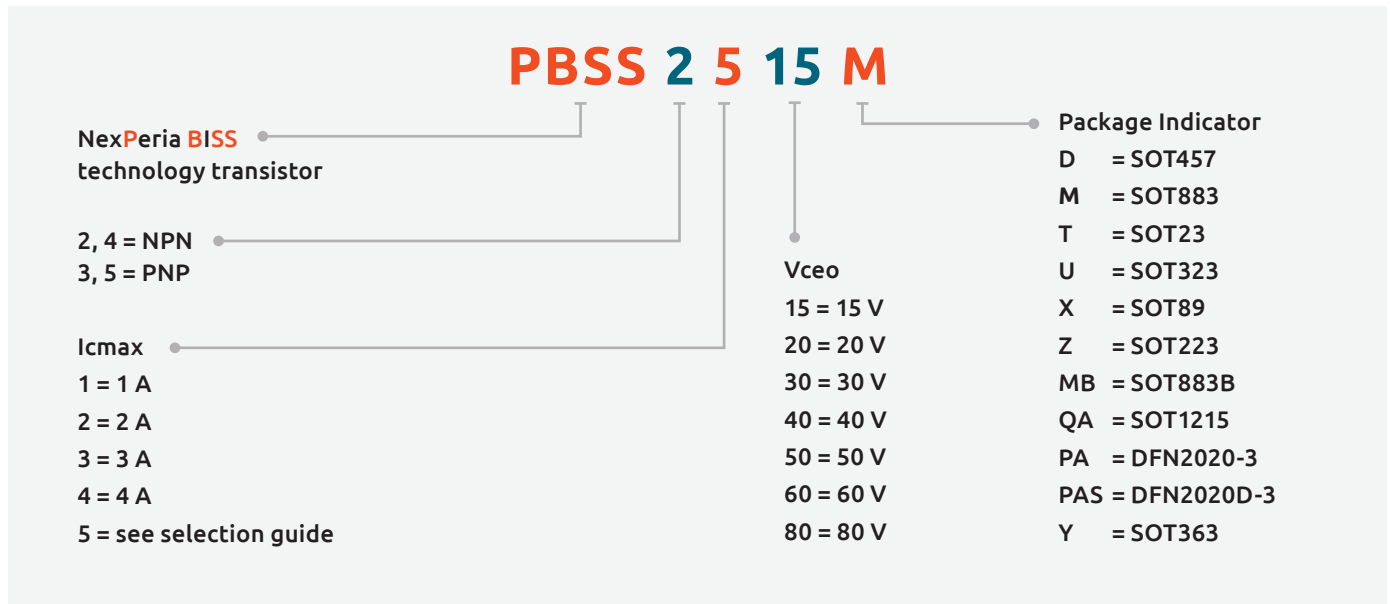 PBSS 2 5 15 M
NexPeria BISS
technology transistor
2, 4 = NPN
3, 5 = PNP
Icmax
1 = 1 A
2 = 2 A
3 = 3 A
4 = 4 A
5 = see selection guide
Vceo
15 = 15 V
20 = 20 V
30 = 30 V
40 = 40 V
50 = 50 V
60 = 60 V
80 = 80 V
Package Indicator
D = SOT457
M = SOT883
T = SOT23
U = SOT323
X = SOT89
Z = SOT223
MB = SOT883B
QA = SOT1215
PA = DFN2020-3
PAS = DFN2020D-3
Y = SOT363